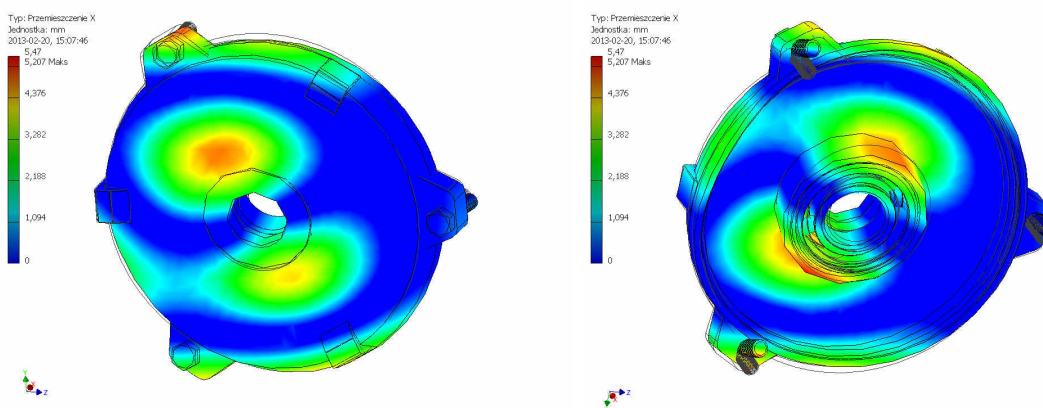 Typ: Przemieszczenie X
Jednostka: mm
2013-02-20, 15:07:46
5,47
5,207 Maks
4,376
3,282
2,188
1,094
0
Y
X
Z
Typ: Przemieszczenie X
Jednostka: mm
2013-02-20, 15:07:46
5,47
5,207 Maks
4,376
3,282
2,188
1,094
0
Z
X
Y